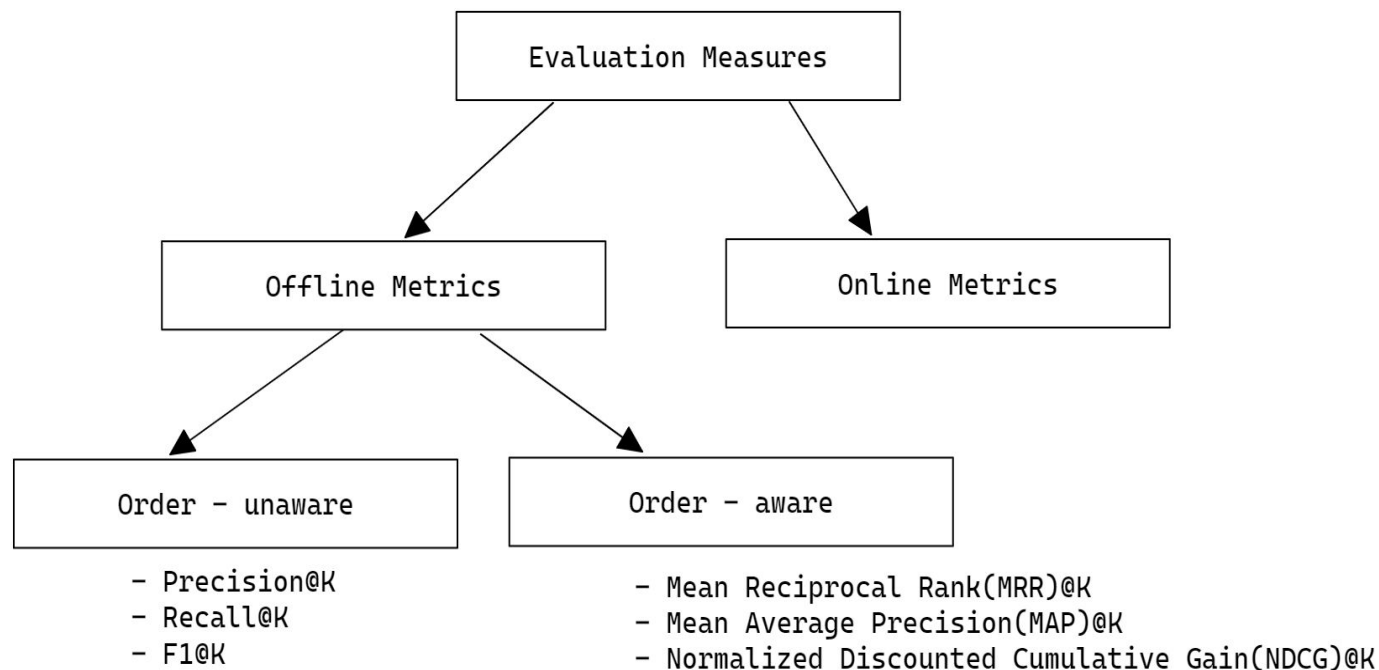 Evaluation Measures
Offline Metrics
Online Metrics
Order - unaware
Order - aware
- Precision@K
- Recall@K
- F1@K
- Mean Reciprocal Rank(MRR)@K
- Mean Average Precision(MAP)@K
- Normalized Discounted Cumulative Gain(NDCG)@K